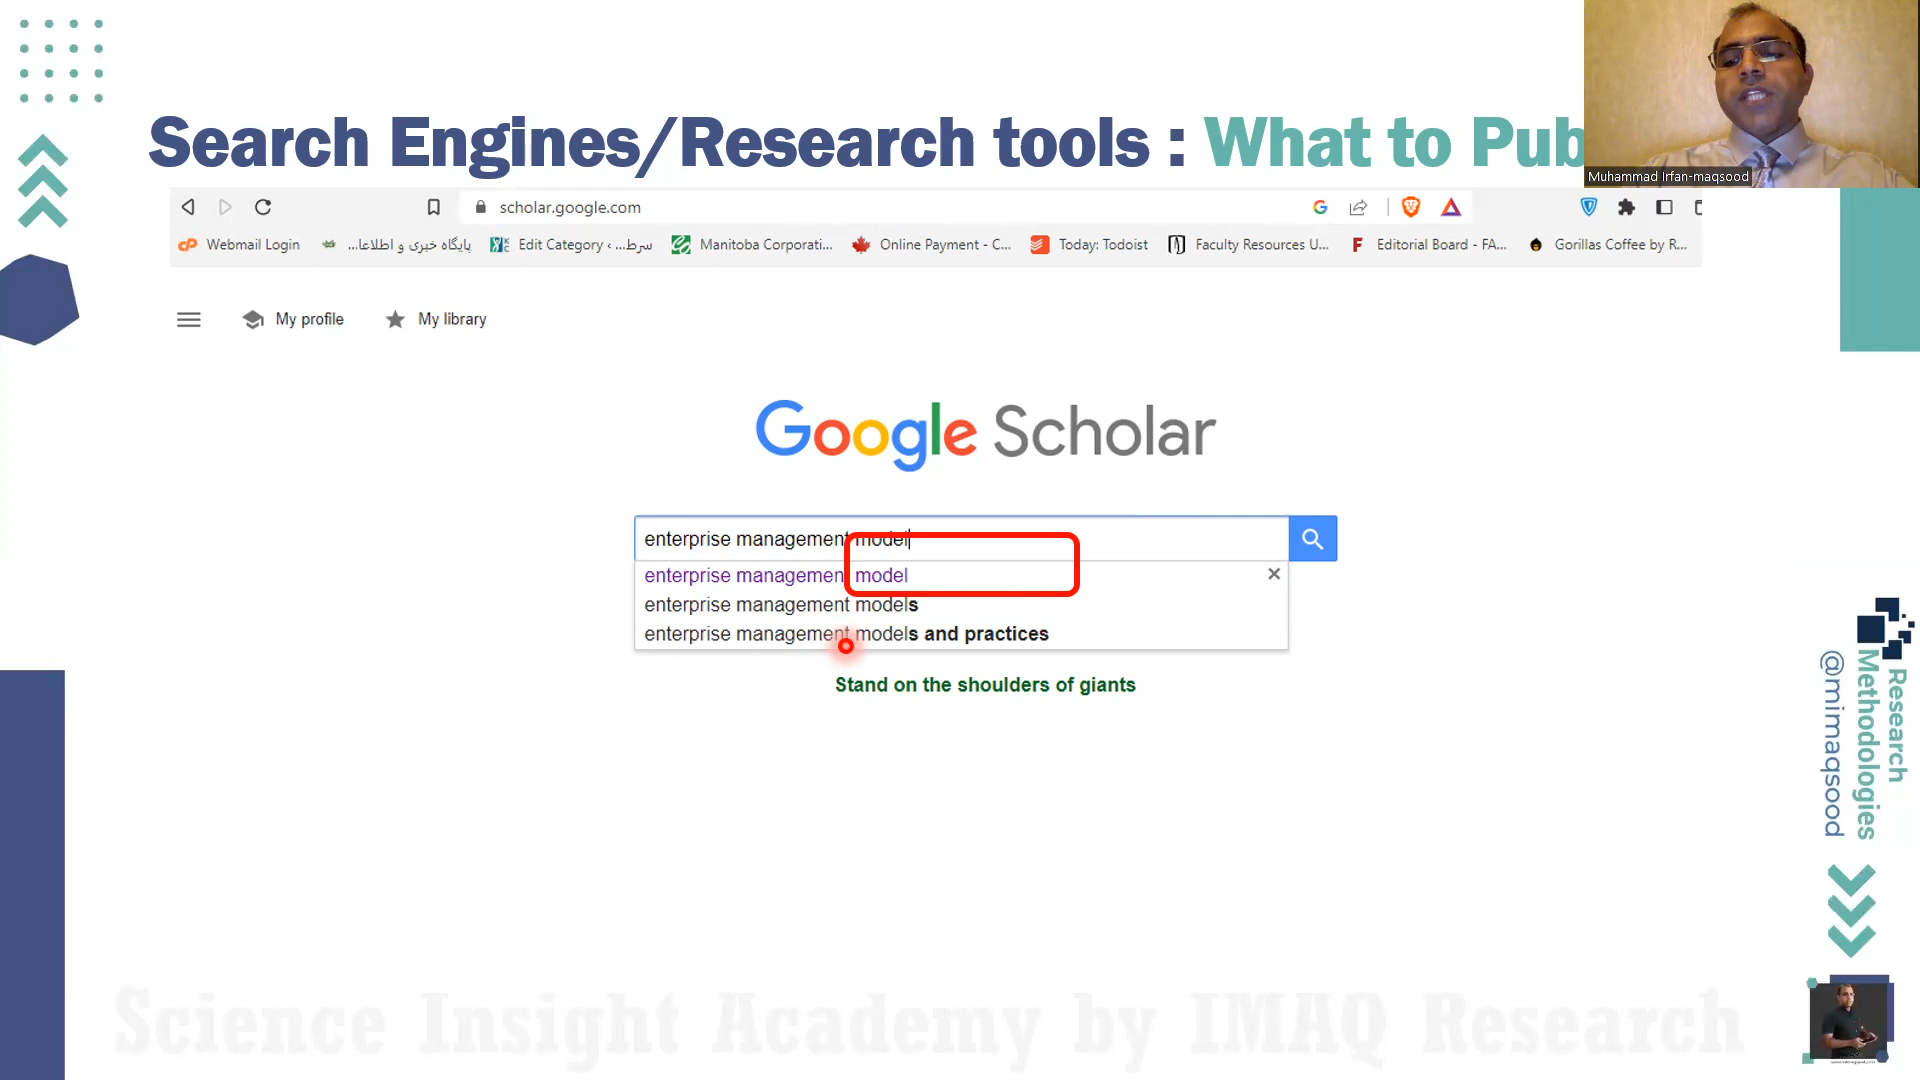 Search Engines/Research tools : What to Pub
Muhammad Irfan-maqsood
scholar.google.com
Webmail Login
پایگاه خبری و اطلاعا...
Edit Category ‹ سرط...
Manitoba Corporati...
Online Payment - C...
Today: Todoist
Faculty Resources U...
Editorial Board - FA...
Gorillas Coffee by R...
My profile
My library
Google Scholar
enterprise management model
enterprise management model
enterprise management models
enterprise management models and practices
Stand on the shoulders of giants
Research
Methodologies
@mimaqsood
Science Insight Academy by IMAQ Research